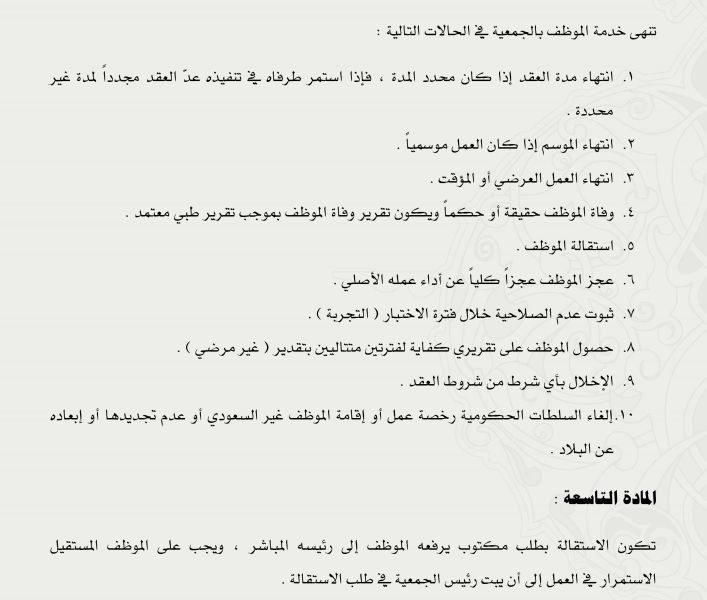 تنهى خدمة الموظف بالجمعية في الحالات التالية :
١. انتهاء مدة العقد إذا كان محدد المدة ، فإذا استمر طرفاه في تنفيذه عدّ العقد مجدداً لمدة غير
محددة .
٢. انتهاء الموسم إذا كان العمل موسمياً .
٣. انتهاء العمل العرضي أو المؤقت .
٤. وفاة الموظف حقيقة أو حكماً ويكون تقرير وفاة الموظف بموجب تقرير طبي معتمد .
٥. استقالة الموظف .
٦. عجز الموظف عجزاً كلياً عن أداء عمله الأصلي .
٧. ثبوت عدم الصلاحية خلال فترة الاختبار ( التجربة ) .
٨. حصول الموظف على تقريري كفاية لفترتين متتاليين بتقدير ( غير مرضي ) .
٩. الإخلال بأي شرط من شروط العقد .
١٠. إلغاء السلطات الحكومية رخصة عمل أو إقامة الموظف غير السعودي أو عدم تجديدها أو إبعاده
عن البلاد .
المادة التاسعة :
تكون الاستقالة بطلب مكتوب يرفعه الموظف إلى رئيسه المباشر ، ويجب على الموظف المستقيل
الاستمرار في العمل إلى أن يبت رئيس الجمعية في طلب الاستقالة .